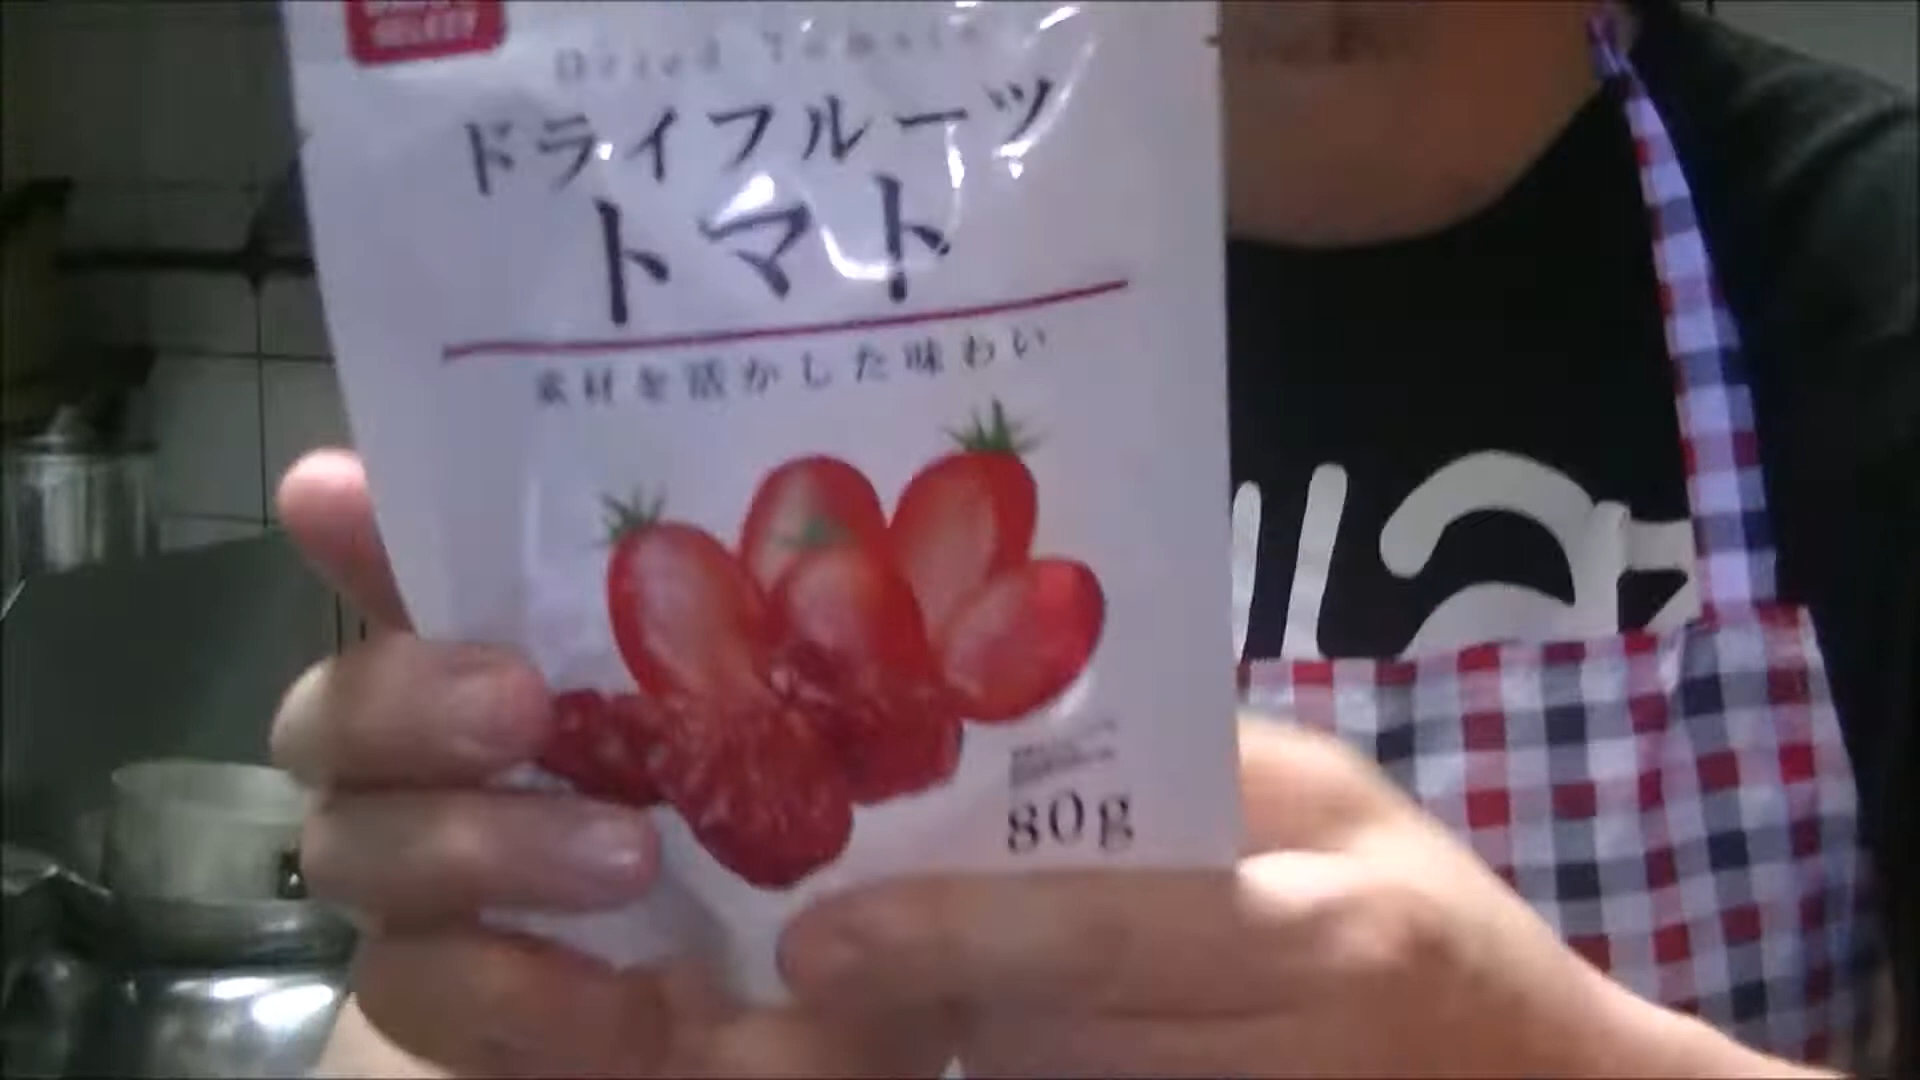 SELECT
Dried Tomato
ドライフルーツ
トマト
素材を活かした味わい
80g